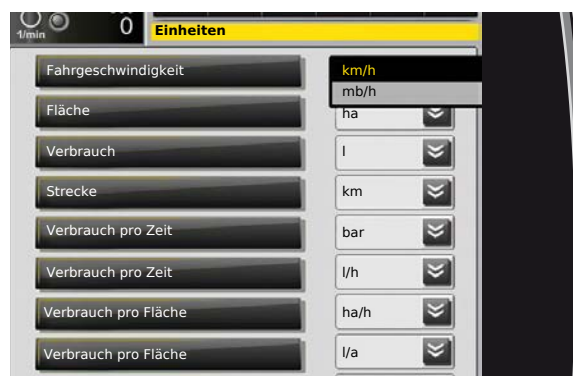 1/min
0
Einheiten
Fahrgeschwindigkeit
km/h
mb/h
Fläche
ha
Verbrauch
l
Strecke
km
Verbrauch pro Zeit
bar
Verbrauch pro Zeit
l/h
Verbrauch pro Fläche
ha/h
Verbrauch pro Fläche
l/a